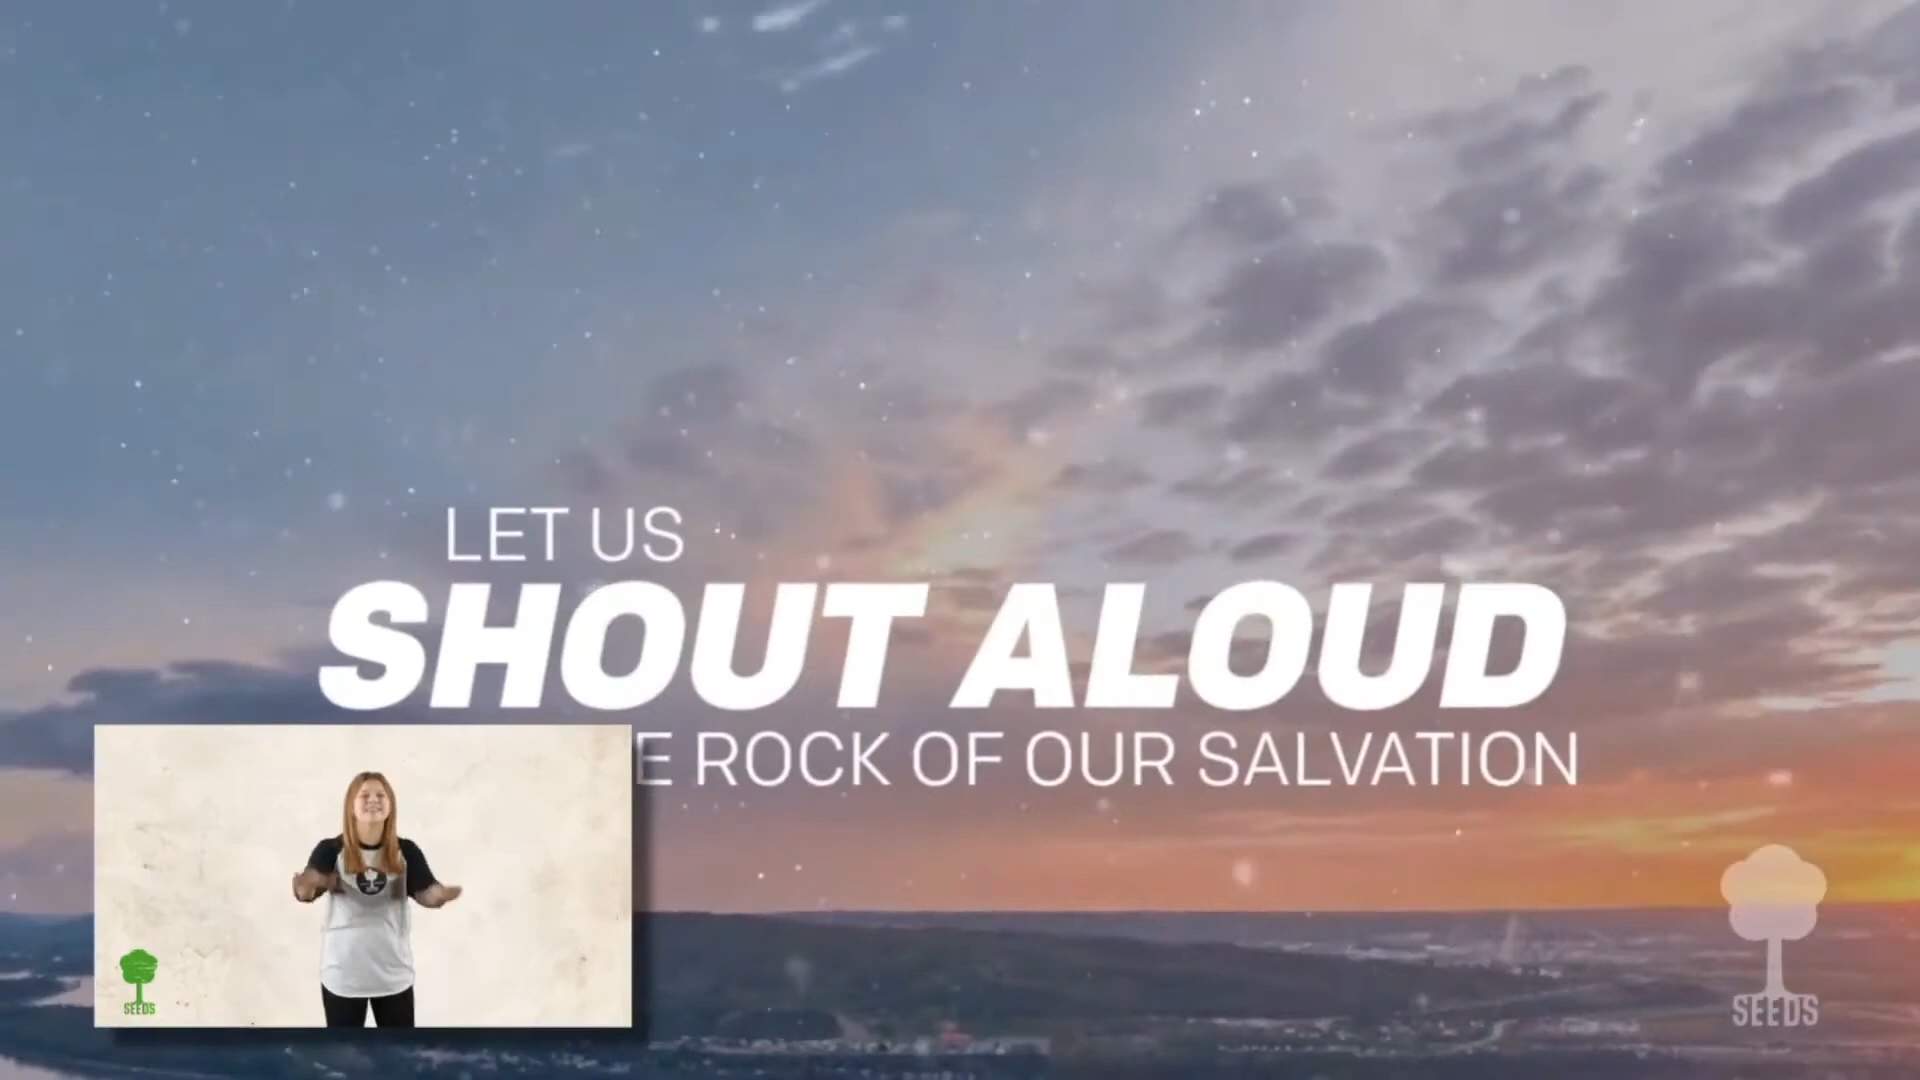 LET US
SHOUT ALOUD
E ROCK OF OUR SALVATION
SEEDS
SEEDS